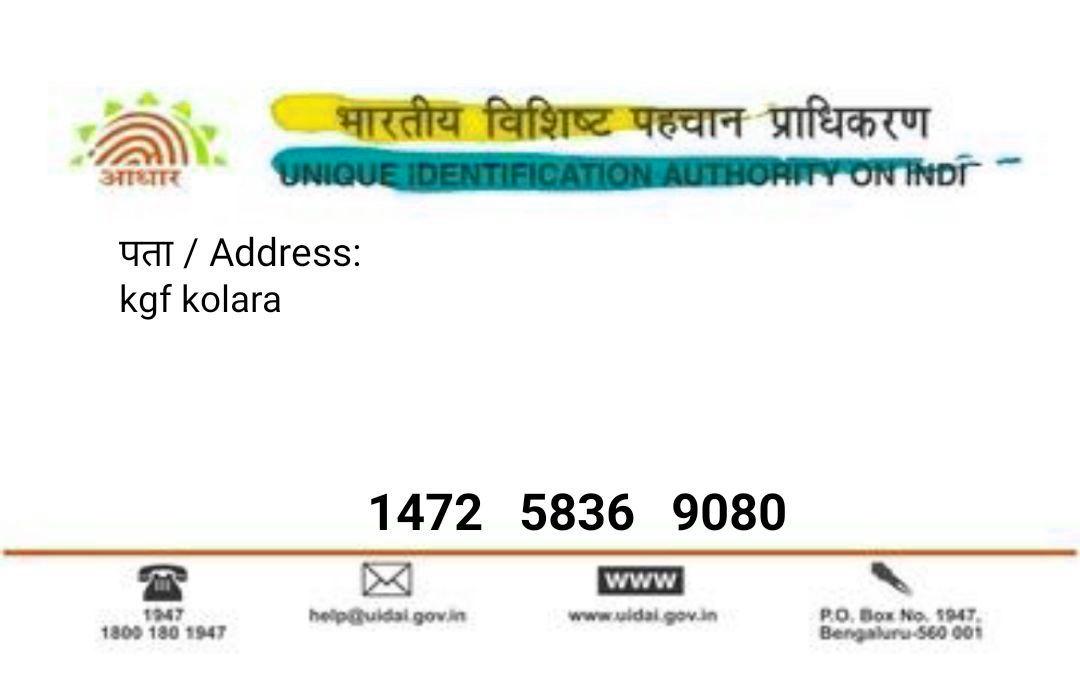 भारतीय विशिष्ट पहचान प्राधिकरण
UNIQUE IDENTIFICATION AUTHORITY ON INDI
आधार
पता / Address:
kgf kolara
1472 5836 9080
1947
1800 180 1947
help@uidai.gov.in
www
www.uidai.gov.in
P.O. Box No. 1947,
Bengaluru-560 001